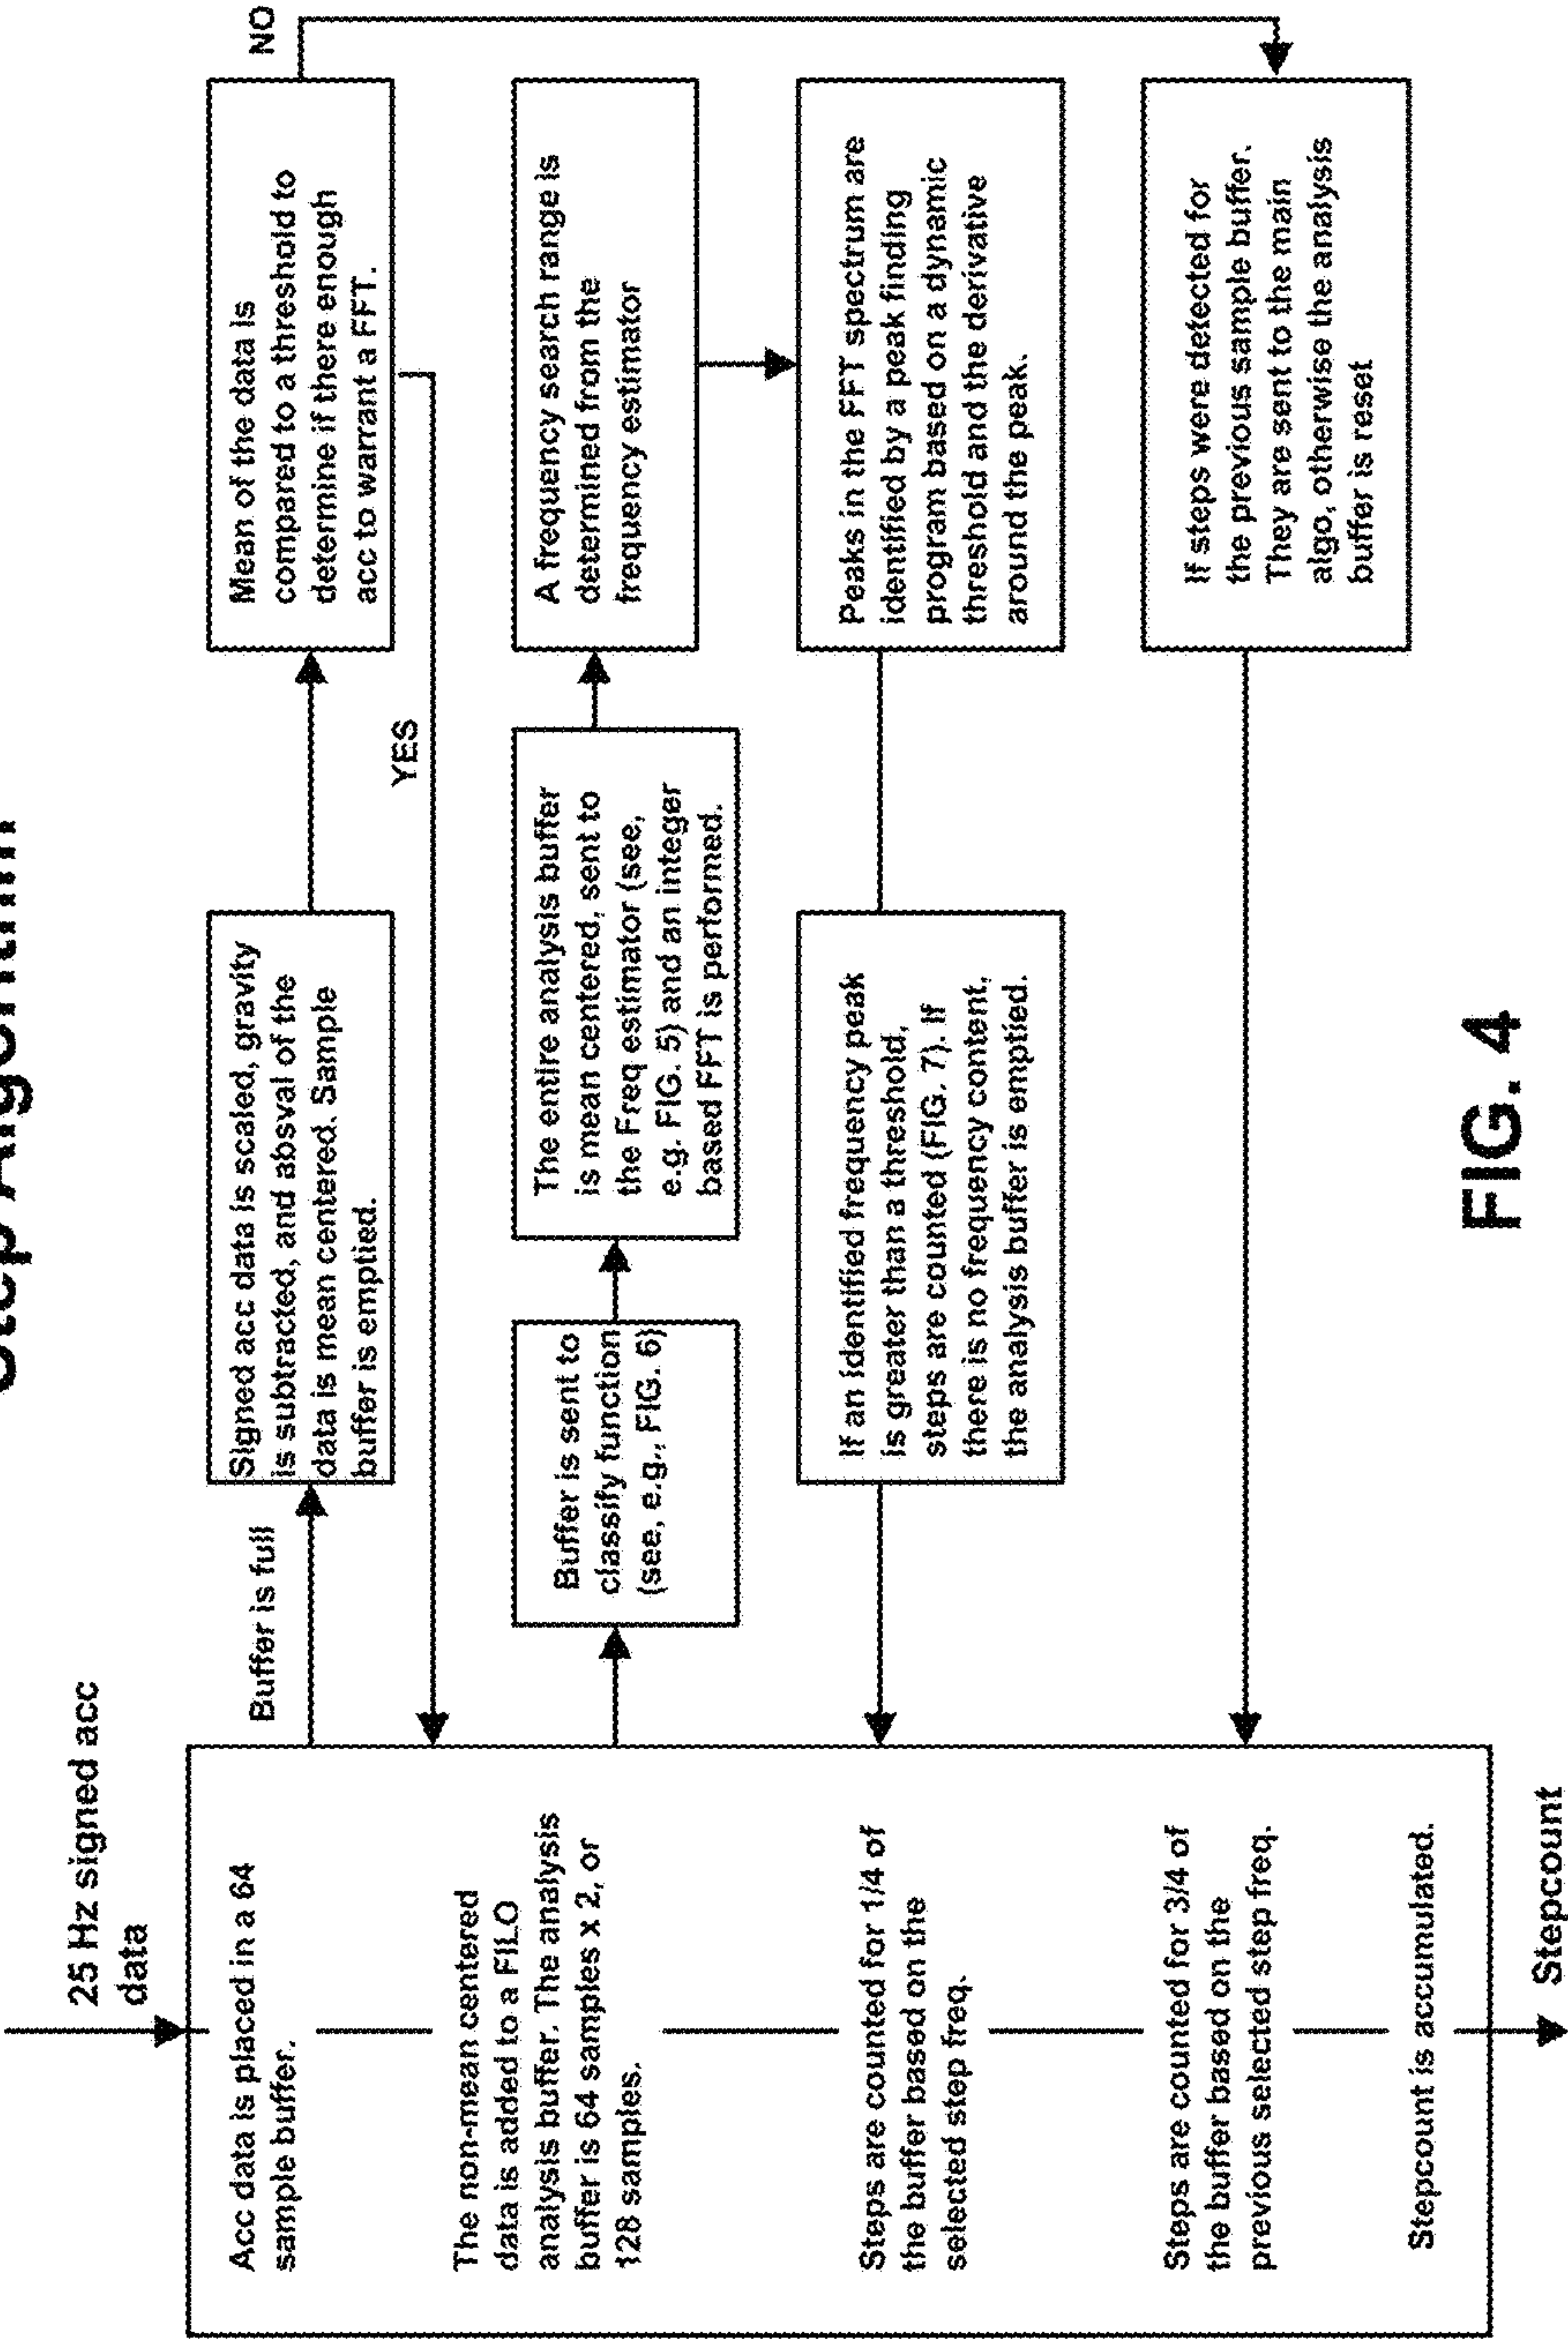 Step Algorithm
25 Hz signed acc
data
Acc data is placed in a 64
sample buffer.
The non-mean centered
data is added to a FILO
analysis buffer. The analysis
buffer is 64 samples x 2, or
128 samples.
Steps are counted for 1/4 of
the buffer based on the
selected step freq.
Steps are counted for 3/4 of
the buffer based on the
previous selected step freq.
Stepcount is accumulated.
Stepcount
Buffer is full
Signed acc data is scaled, gravity
is subtracted, and absval of the
data is mean centered. Sample
buffer is emptied.
Mean of the data is
compared to a threshold to
determine if there enough
acc to warrant a FFT.
NO
YES
Buffer is sent to
classify function
(see, e.g., FIG. 6)
The entire analysis buffer
is mean centered, sent to
the Freq estimator (see,
e.g. FIG. 5) and an integer
based FFT is performed.
A frequency search range is
determined from the
frequency estimator
If an identified frequency peak
is greater than a threshold,
steps are counted (FIG. 7). If
there is no frequency content,
the analysis buffer is emptied.
Peaks in the FFT spectrum are
identified by a peak finding
program based on a dynamic
threshold and the derivative
around the peak.
If steps were detected for
the previous sample buffer.
They are sent to the main
algo, otherwise the analysis
buffer is reset
FIG. 4